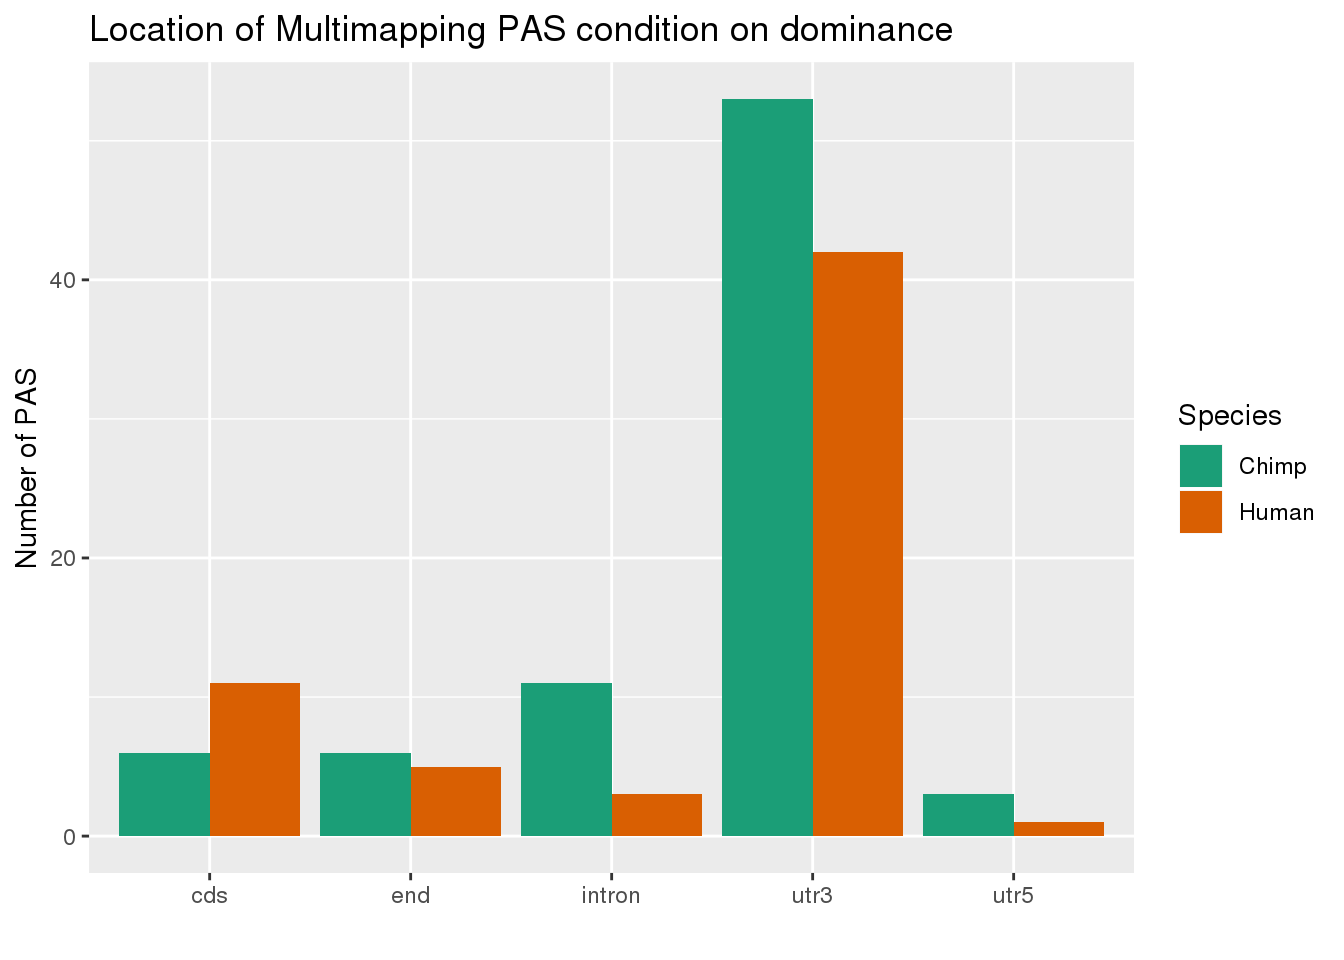 Location of Multimapping PAS condition on dominance
Number of PAS
40
20
0
cds end intron utr3 utr5
Species
Chimp
Human